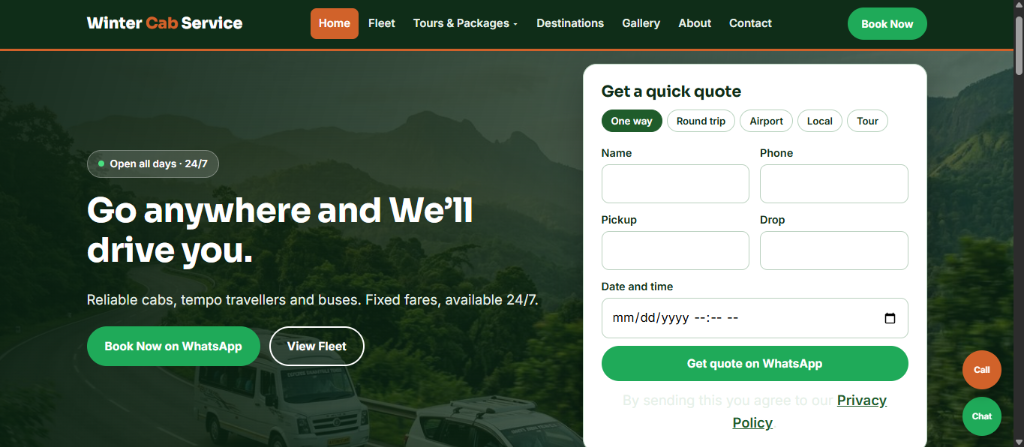 Winter Cab Service
Home
Fleet
Tours & Packages
Destinations
Gallery
About
Contact
Book Now
Open all days · 24/7
Go anywhere and We’ll
drive you.
Reliable cabs, tempo travellers and buses. Fixed fares, available 24/7.
Book Now on WhatsApp
View Fleet
Get a quick quote
One way
Round trip
Airport
Local
Tour
Name
Phone
Pickup
Drop
Date and time
mm/dd/yyyy --:-- --
Get quote on WhatsApp
By sending this you agree to our Privacy
Policy
Call
Chat